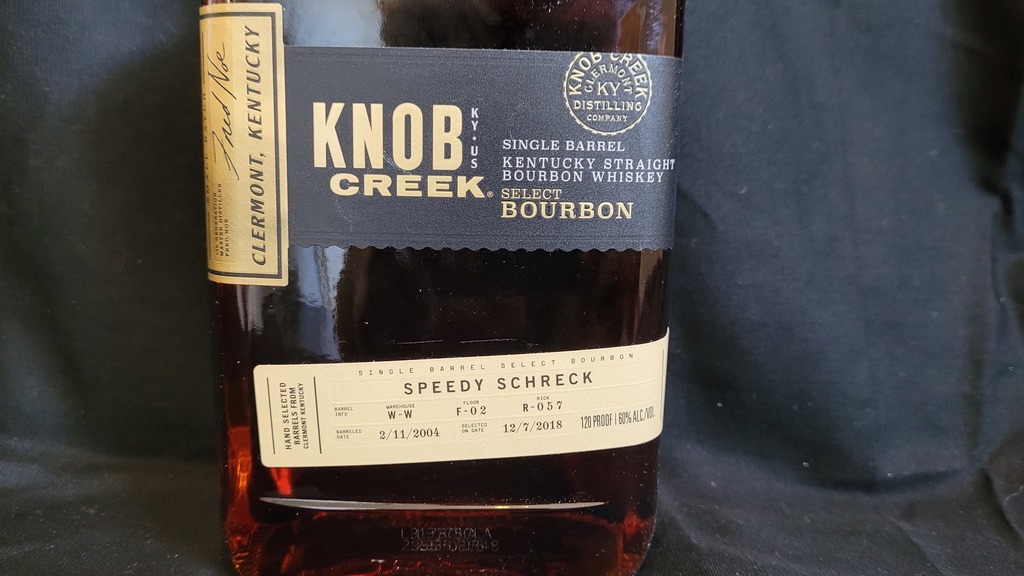 Fred Noe
CLERMONT, KENTUCKY
KNOB CREEK
CLERMONT
KY
DISTILLING
COMPANY
KNOB
KY•US
CREEK®
SINGLE BARREL
KENTUCKY STRAIGHT
BOURBON WHISKEY
SELECT
BOURBON
SINGLE BARREL SELECT BOURBON
SPEEDY SCHRECK
HAND SELECTED
BARRELS FROM
CLERMONT KENTUCKY
BARREL INFO WAREHOUSE W-W FLOOR F-02 RICK R-057
BARRELED DATE 2/11/2004 SELECTED ON DATE 12/7/2018 120 PROOF | 60% ALC./VOL.